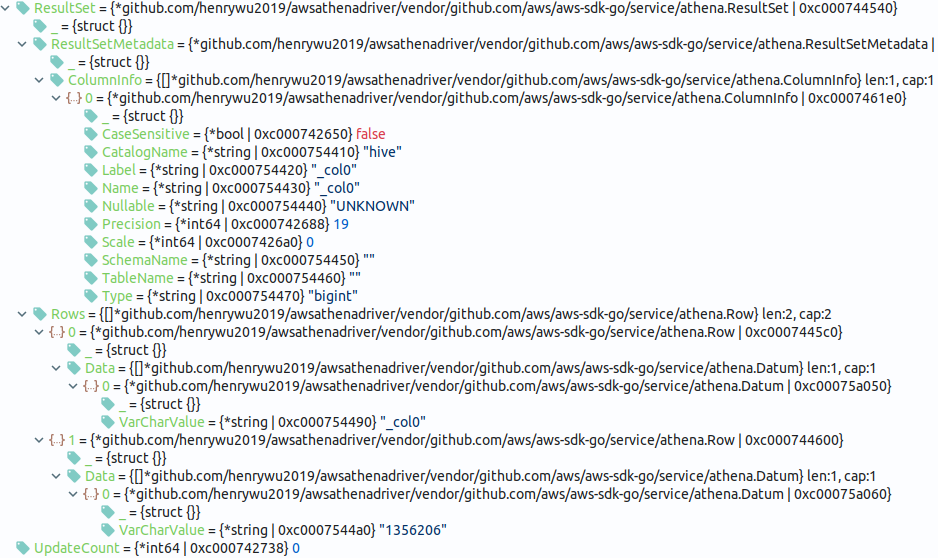 ResultSet = {*github.com/henrywu2019/awsathenadriver/vendor/github.com/aws/aws-sdk-go/service/athena.ResultSet | 0xc000744540}
_ = {struct {}}
ResultSetMetadata = {*github.com/henrywu2019/awsathenadriver/vendor/github.com/aws/aws-sdk-go/service/athena.ResultSetMetadata |
_ = {struct {}}
ColumnInfo = {[]*github.com/henrywu2019/awsathenadriver/vendor/github.com/aws/aws-sdk-go/service/athena.ColumnInfo} len:1, cap:1
{..} 0 = {*github.com/henrywu2019/awsathenadriver/vendor/github.com/aws/aws-sdk-go/service/athena.ColumnInfo | 0xc0007461e0}
_ = {struct {}}
CaseSensitive = {*bool | 0xc000742650} false
CatalogName = {*string | 0xc000754410} "hive"
Label = {*string | 0xc000754420} "_col0"
Name = {*string | 0xc000754430} "_col0"
Nullable = {*string | 0xc000754440} "UNKNOWN"
Precision = {*int64 | 0xc000742688} 19
Scale = {*int64 | 0xc0007426a0} 0
SchemaName = {*string | 0xc000754450} ""
TableName = {*string | 0xc000754460} ""
Type = {*string | 0xc000754470} "bigint"
Rows = {[]*github.com/henrywu2019/awsathenadriver/vendor/github.com/aws/aws-sdk-go/service/athena.Row} len:2, cap:2
{..} 0 = {*github.com/henrywu2019/awsathenadriver/vendor/github.com/aws/aws-sdk-go/service/athena.Row | 0xc0007445c0}
_ = {struct {}}
Data = {[]*github.com/henrywu2019/awsathenadriver/vendor/github.com/aws/aws-sdk-go/service/athena.Datum} len:1, cap:1
{..} 0 = {*github.com/henrywu2019/awsathenadriver/vendor/github.com/aws/aws-sdk-go/service/athena.Datum | 0xc00075a050}
_ = {struct {}}
VarCharValue = {*string | 0xc000754490} "_col0"
{..} 1 = {*github.com/henrywu2019/awsathenadriver/vendor/github.com/aws/aws-sdk-go/service/athena.Row | 0xc000744600}
_ = {struct {}}
Data = {[]*github.com/henrywu2019/awsathenadriver/vendor/github.com/aws/aws-sdk-go/service/athena.Datum} len:1, cap:1
{..} 0 = {*github.com/henrywu2019/awsathenadriver/vendor/github.com/aws/aws-sdk-go/service/athena.Datum | 0xc00075a060}
_ = {struct {}}
VarCharValue = {*string | 0xc0007544a0} "1356206"
UpdateCount = {*int64 | 0xc000742738} 0